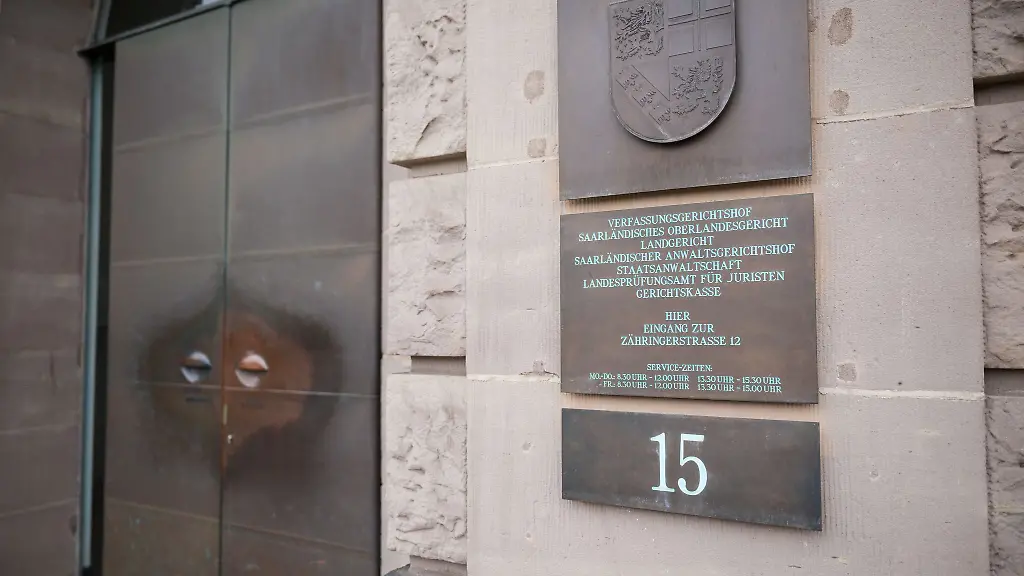 VERFASSUNGSGERICHTSHOF
SAARLÄNDISCHES OBERLANDESGERICHT
LANDGERICHT
SAARLÄNDISCHER ANWALTSGERICHTSHOF
STAATSANWALTSCHAFT
LANDESPRÜFUNGSAMT FÜR JURISTEN
GERICHTSKASSE
HIER
EINGANG ZUR
ZÄHRINGERSTRASSE 12
SERVICE-ZEITEN:
MO.-DO.: 8.30 UHR - 12.00 UHR 13.30 UHR - 15.30 UHR
FR.: 8.30 UHR - 12.00 UHR 13.30 UHR - 15.00 UHR
15